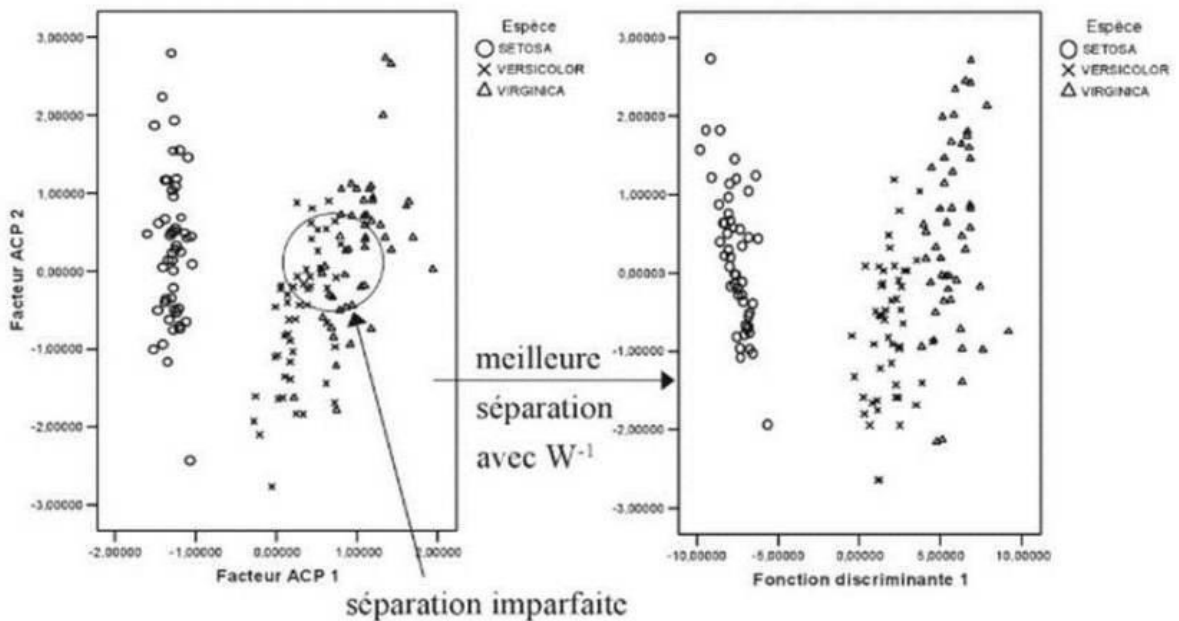 Espèce
SETOSA
VERSICOLOR
VIRGINICA
3,00000
2,00000
1,00000
0,00000
-1,00000
-2,00000
-3,00000
Facteur ACP 2
-2,00000 -1,00000 0,00000 1,00000 2,00000
Facteur ACP 1
séparation imparfaite
meilleure
séparation
avec W⁻¹
Espèce
SETOSA
VERSICOLOR
VIRGINICA
3,00000
2,00000
1,00000
0,00000
-1,00000
-2,00000
-3,00000
-10,00000 -5,00000 0,00000 5,00000 10,00000
Fonction discriminante 1